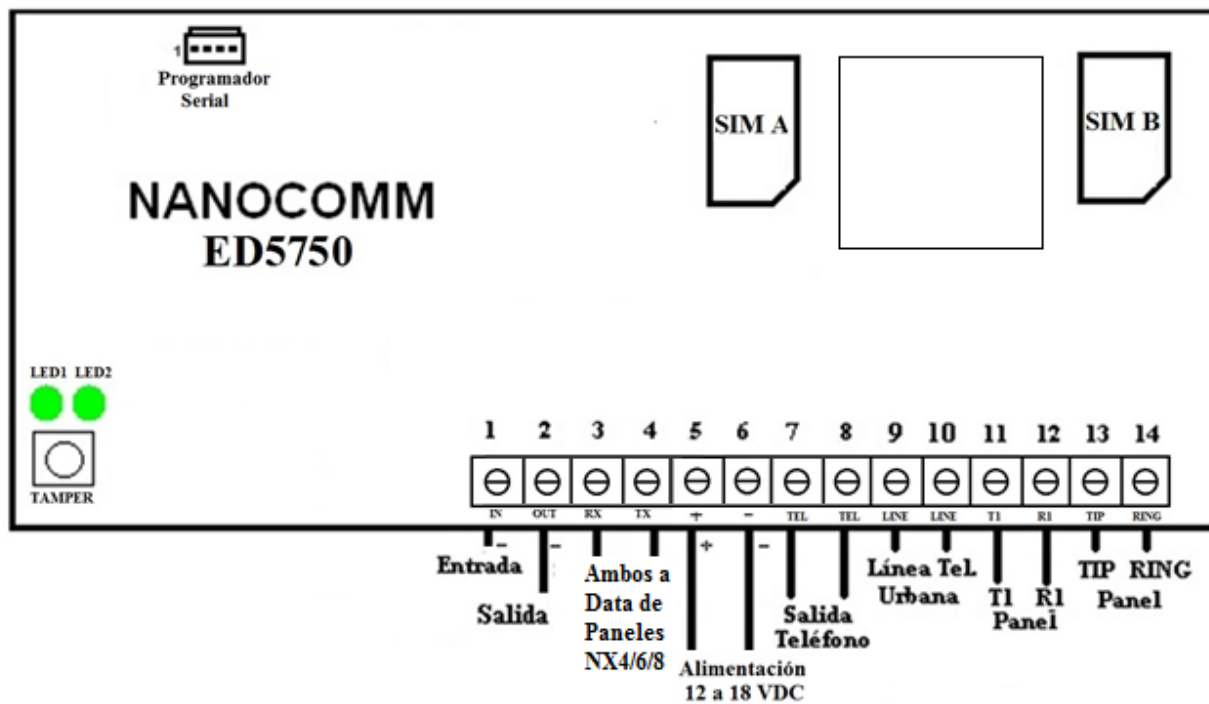 1
Programador
Serial
SIM A
SIM B
NANOCOMM
ED5750
LED1 LED2
TAMPER
1 2 3 4 5 6 7 8 9 10 11 12 13 14
IN OUT RX TX + - TEL TEL LINE LINE T1 R1 TIP RING
- - + -
Entrada
Salida
Ambos a
Data de
Paneles
NX4/6/8
Alimentación
12 a 18 VDC
Salida
Teléfono
Línea Tel.
Urbana
T1 R1
Panel
TIP RING
Panel